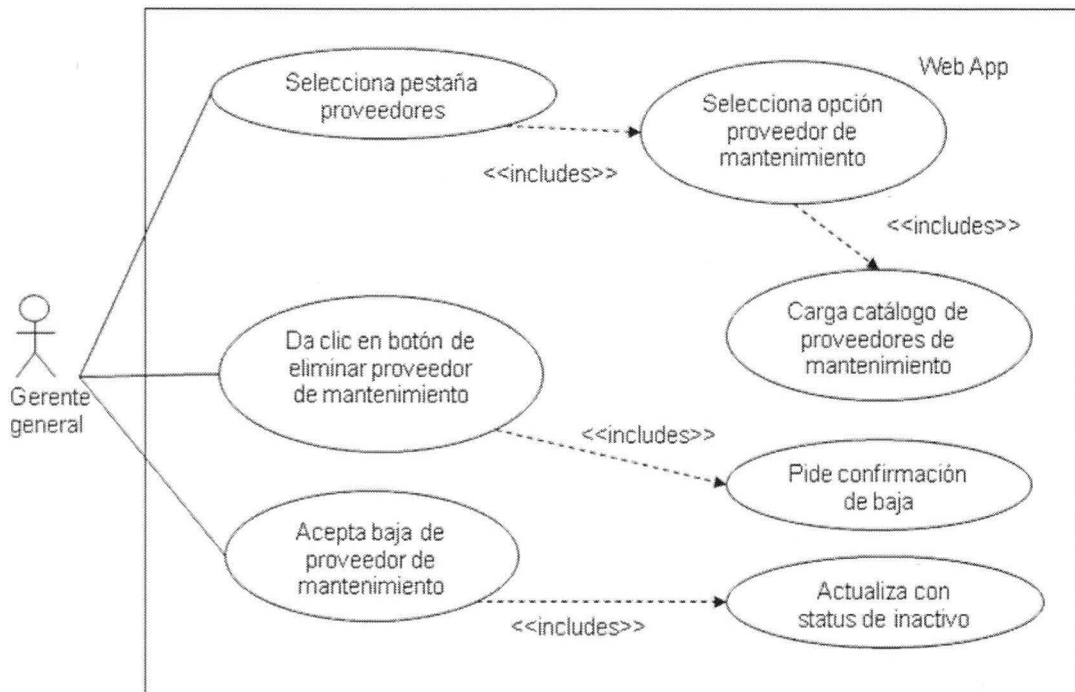 Web App
Selecciona pestaña
proveedores
Selecciona opción
proveedor de
mantenimiento
<<includes>>
<<includes>>
Carga catálogo de
proveedores de
mantenimiento
Da clic en botón de
eliminar proveedor
de mantenimiento
Gerente
general
<<includes>>
Pide confirmación
de baja
Acepta baja de
proveedor de
mantenimiento
Actualiza con
status de inactivo
<<includes>>